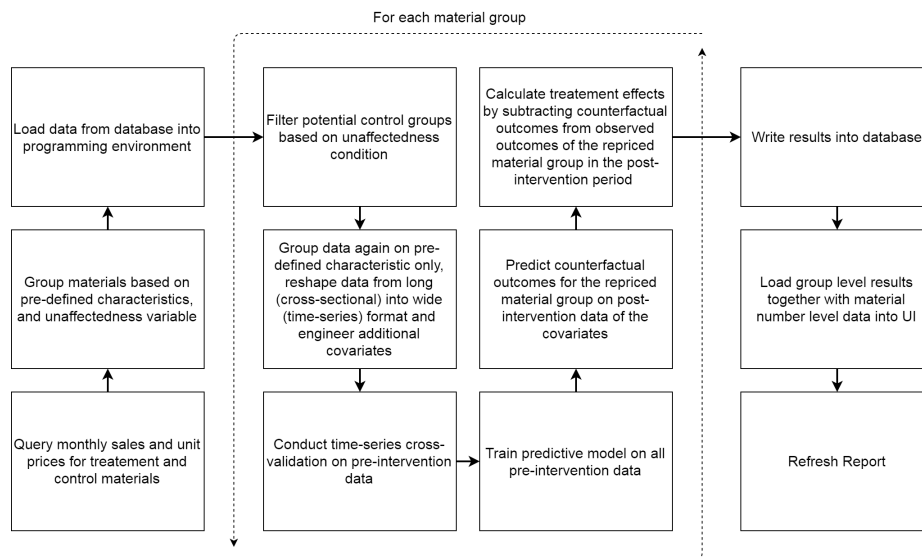 For each material group
Load data from database into
programming environment
Filter potential control groups
based on unaffectedness
condition
Calculate treatement effects
by subtracting counterfactual
outcomes from observed
outcomes of the repriced
material group in the post-
intervention period
Write results into database
Group materials based on
pre-defined characteristics,
and unaffectedness variable
Group data again on pre-
defined characteristic only,
reshape data from long
(cross-sectional) into wide
(time-series) format and
engineer additional
covariates
Predict counterfactual
outcomes for the repriced
material group on post-
intervention data of the
covariates
Load group level results
together with material
number level data into UI
Query monthly sales and unit
prices for treatement and
control materials
Conduct time-series cross-
validation on pre-intervention
data
Train predictive model on all
pre-intervention data
Refresh Report